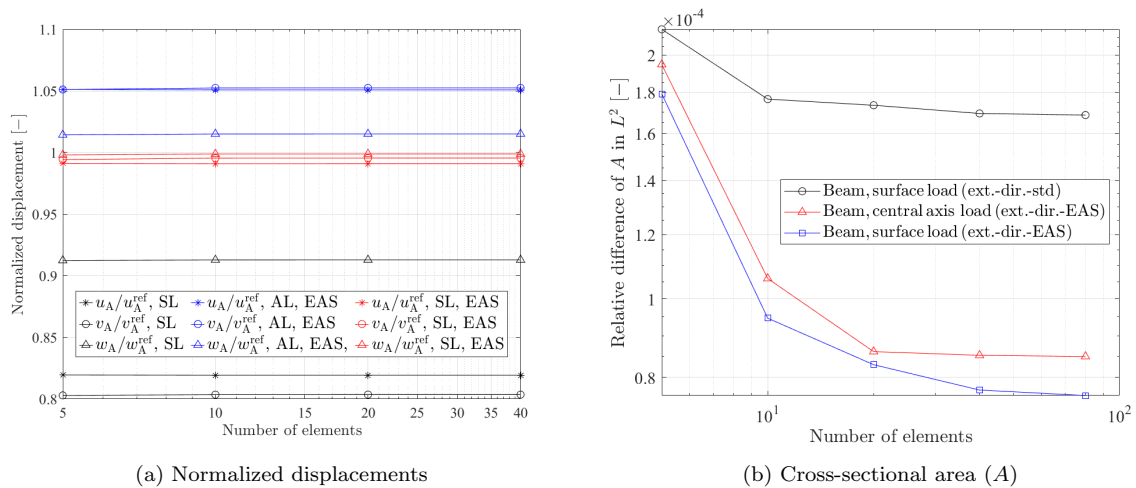 1.1
1.05
1
0.95
0.9
0.85
0.8
Normalized displacement [−]
u_A/u_A^ref, SL
u_A/u_A^ref, AL, EAS
u_A/u_A^ref, SL, EAS
v_A/v_A^ref, SL
v_A/v_A^ref, AL, EAS
v_A/v_A^ref, SL, EAS
w_A/w_A^ref, SL
w_A/w_A^ref, AL, EAS,
w_A/w_A^ref, SL, EAS
5 10 15 20 25 30 35 40
Number of elements
(a) Normalized displacements
×10^-4
2
1.8
1.6
1.4
1.2
1
0.8
Relative difference of A in L^2 [−]
Beam, surface load (ext.-dir.-std)
Beam, central axis load (ext.-dir.-EAS)
Beam, surface load (ext.-dir.-EAS)
10^1 10^2
Number of elements
(b) Cross-sectional area (A)